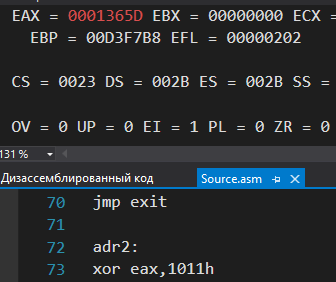 EAX = 0001365D EBX = 00000000 ECX =
EBP = 00D3F7B8 EFL = 00000202
CS = 0023 DS = 002B ES = 002B SS =
OV = 0 UP = 0 EI = 1 PL = 0 ZR = 0
131 %
Дизассемблированный код Source.asm
70 jmp exit
71
72 adr2:
73 xor eax,1011h